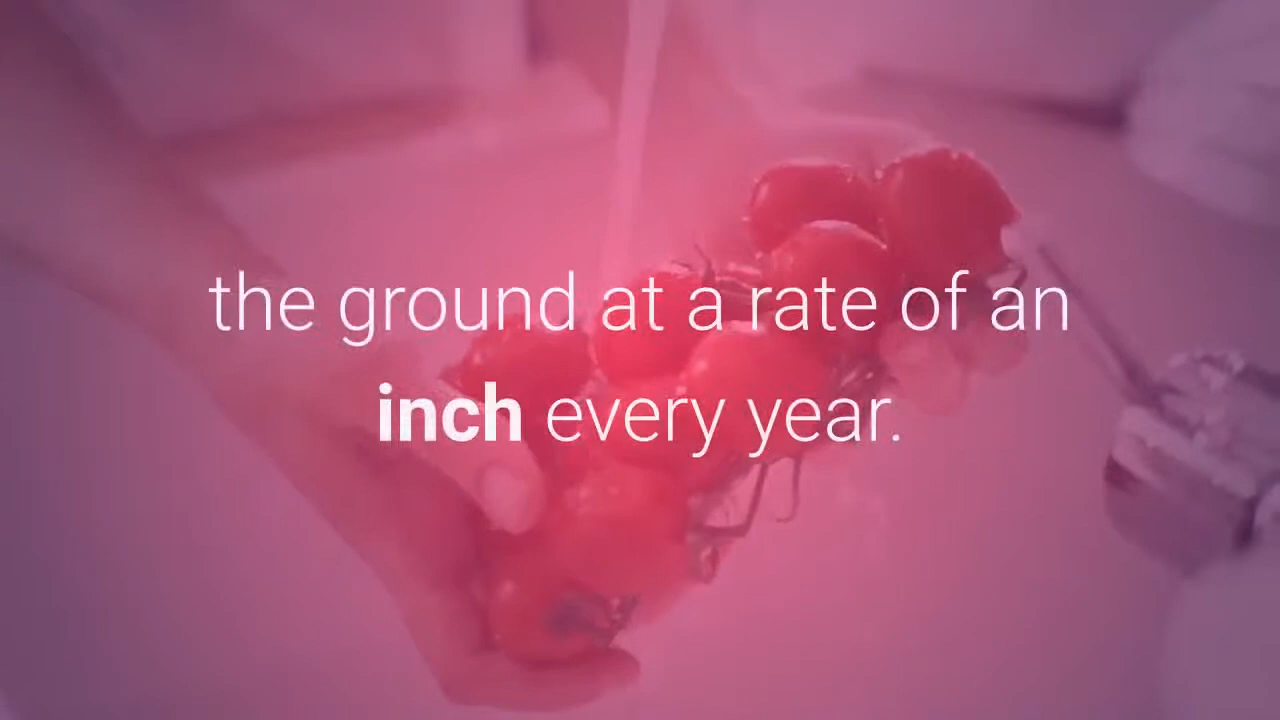 the ground at a rate of an
inch every year.